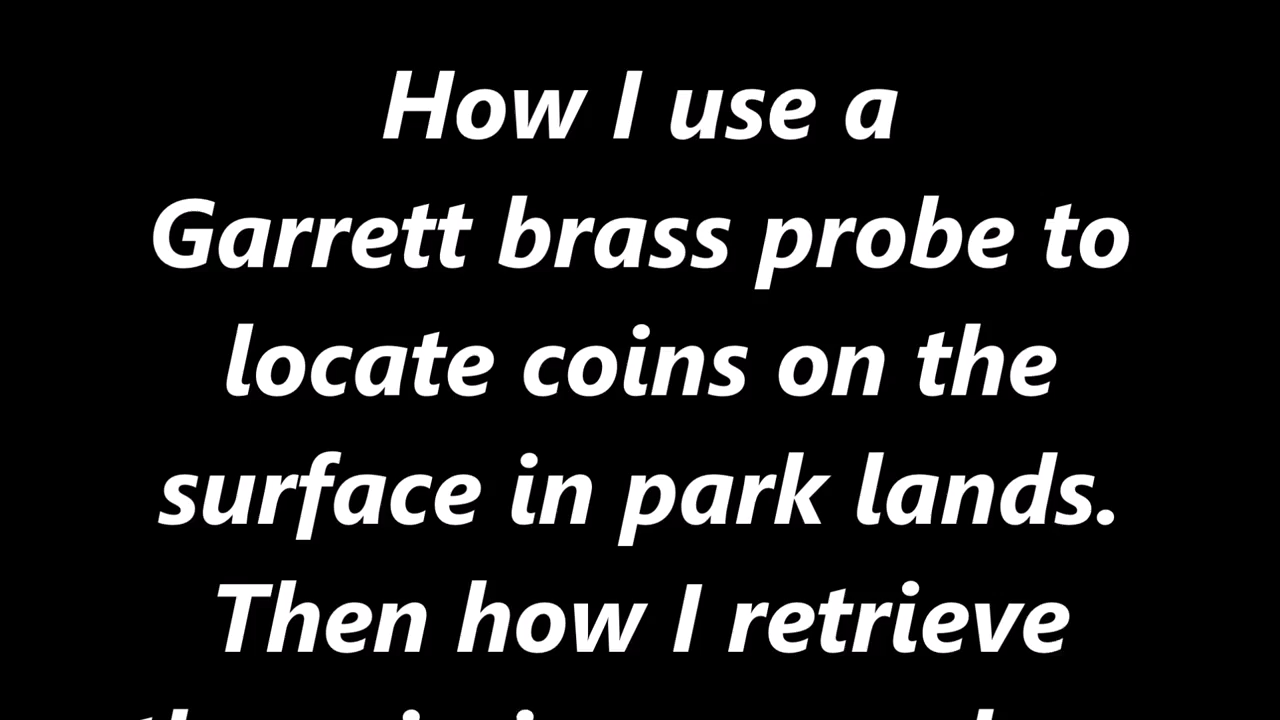 How I use a
Garrett brass probe to
locate coins on the
surface in park lands.
Then how I retrieve